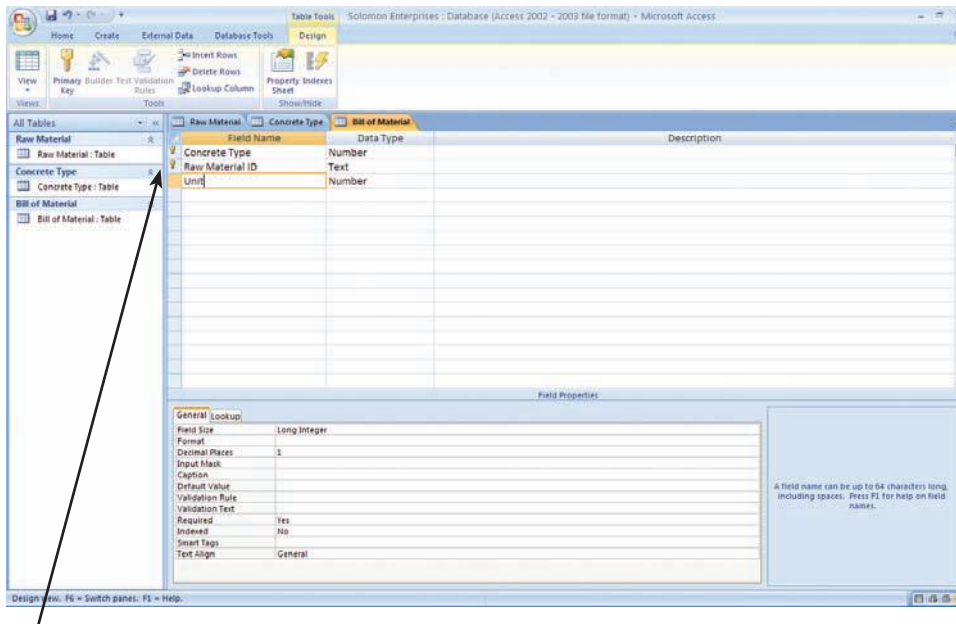 Table Tools Solomon Enterprises : Database (Access 2002 - 2003 file format) - Microsoft Access
Home Create External Data Database Tools Design
View
Primary Key
Builder
Test Validation Rules
Insert Rows
Delete Rows
Lookup Column
Property Sheet
Indexes
Views Tools Show/Hide
All Tables
Raw Material
Raw Material : Table
Concrete Type
Concrete Type : Table
Bill of Material
Bill of Material : Table
Raw Material Concrete Type Bill of Material
Field Name Data Type Description
Concrete Type Number
Raw Material ID Text
Unit Number
Field Properties
General Lookup
Field Size Long Integer
Format
Decimal Places 1
Input Mask
Caption
Default Value
Validation Rule
Validation Text
Required Yes
Indexed No
Smart Tags
Text Align General
A field name can be up to 64 characters long,
including spaces. Press F1 for help on field
names.
Design view. F6 = Switch panes. F1 = Help.